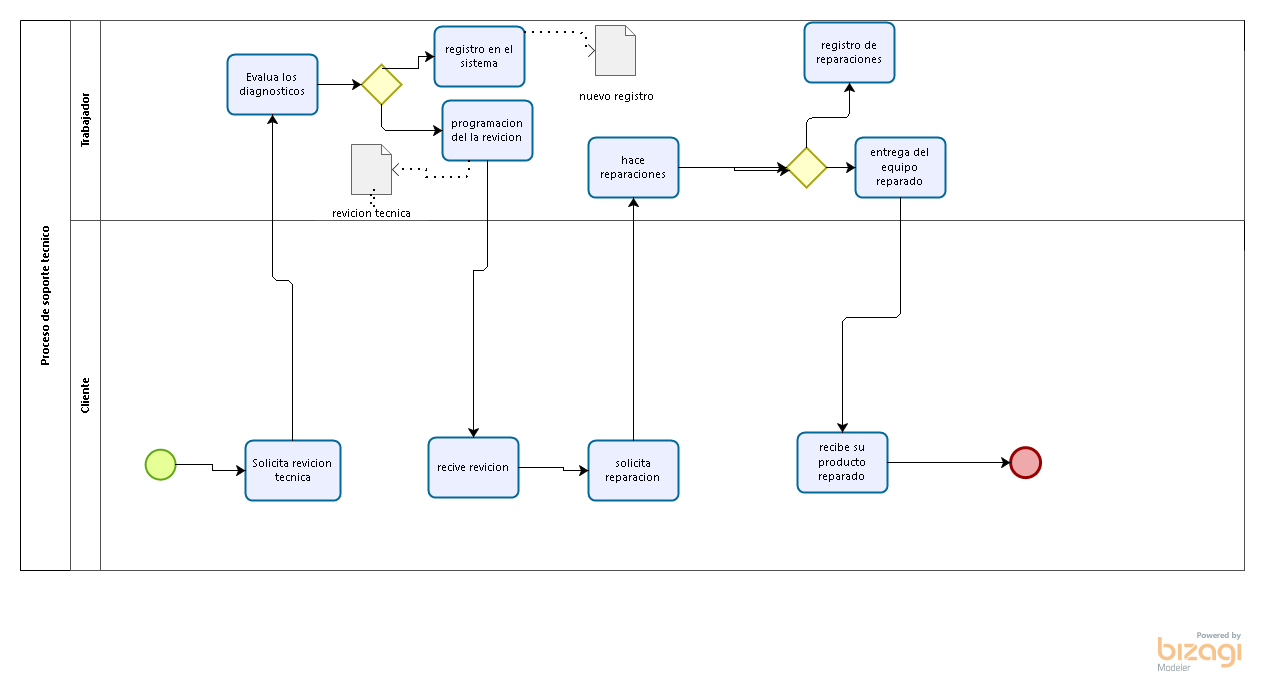 Proceso de soporte tecnico
Trabajador
Evalua los
diagnosticos
registro en el
sistema
nuevo registro
programacion
del la revicion
revicion tecnica
hace
reparaciones
registro de
reparaciones
entrega del
equipo
reparado
Cliente
Solicita revicion
tecnica
recive revicion
solicita
reparacion
recibe su
producto
reparado
Powered by
bizagi
Modeler